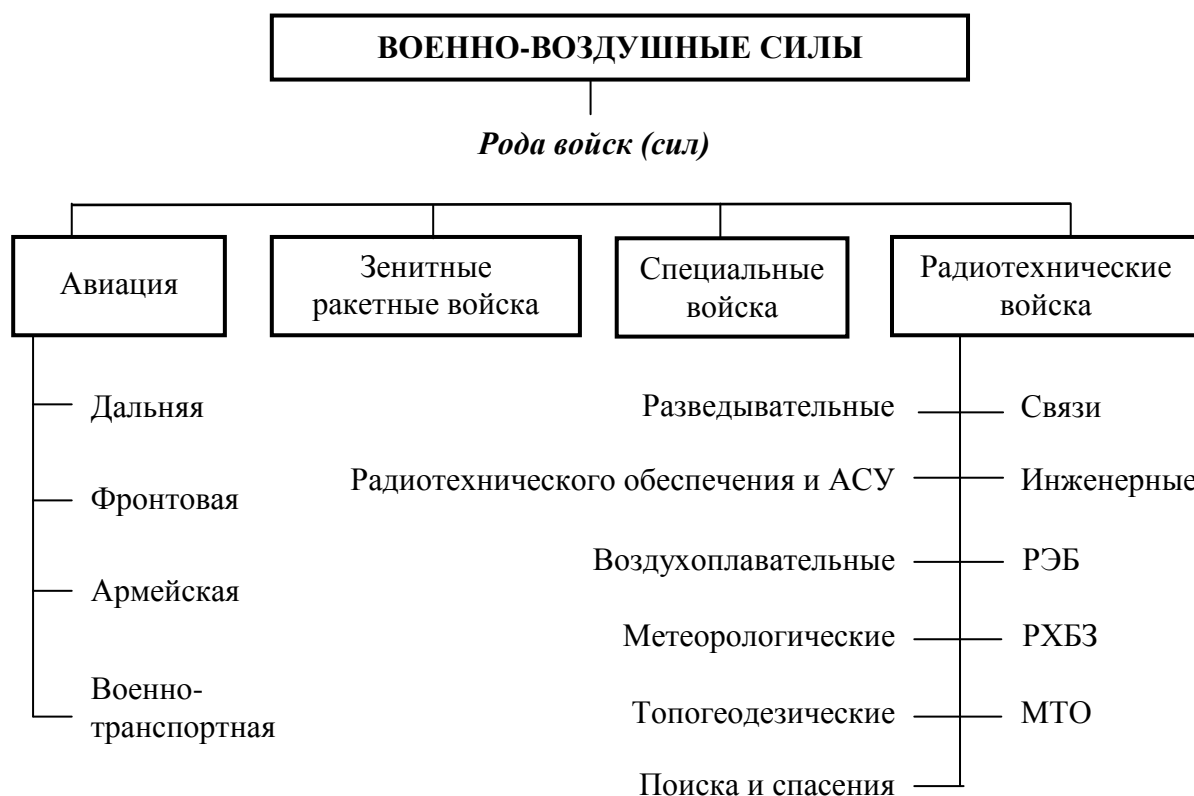 ВОЕННО-ВОЗДУШНЫЕ СИЛЫ
Рода войск (сил)
Авиация
Зенитные
ракетные войска
Специальные
войска
Радиотехнические
войска
Дальняя
Фронтовая
Армейская
Военно-
транспортная
Разведывательные
Связи
Радиотехнического обеспечения и АСУ
Инженерные
Воздухоплавательные
РЭБ
Метеорологические
РХБЗ
Топогеодезические
МТО
Поиска и спасения